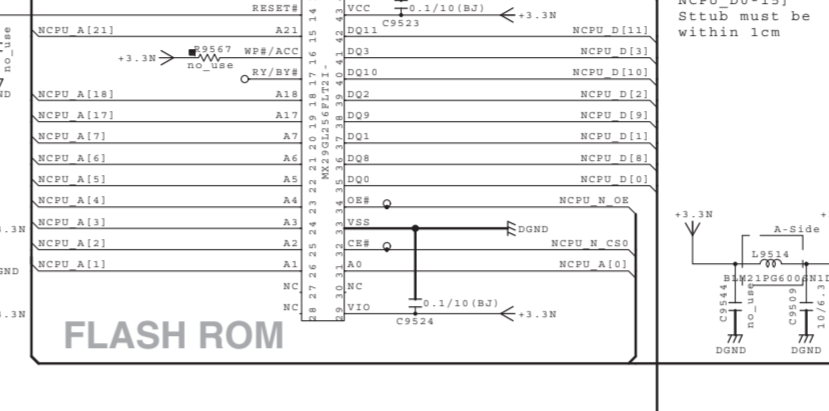 RESET# 14 43 VCC 0.1/10(BJ) +3.3N
C9523
NCPU_D0-15]
Sttub must be
within 1cm
no_use
NCPU_A[21] A21 15 42 DQ11 NCPU_D[11]
+3.3N R9567 WP#/ACC 16 41 DQ3 NCPU_D[3]
no_use
RY/BY# 17 40 DQ10 NCPU_D[10]
ND
NCPU_A[18] A18 18 39 DQ2 NCPU_D[2]
NCPU_A[17] A17 19 38 DQ9 NCPU_D[9]
NCPU_A[7] A7 20 37 DQ1 NCPU_D[1]
NCPU_A[6] A6 21 36 DQ8 NCPU_D[8]
NCPU_A[5] A5 22 35 DQ0 NCPU_D[0]
NCPU_A[4] A4 23 34 OE# NCPU_N_OE
.3N NCPU_A[3] A3 24 33 VSS DGND
NCPU_A[2] A2 25 32 CE# NCPU_N_CS0
GND NCPU_A[1] A1 26 31 A0 NCPU_A[0]
NC 27 30 NC
.3N NC 28 29 VIO 0.1/10(BJ) +3.3N
C9524
MX29GL256FLT2I-
FLASH ROM
+3.3N +
A-Side
L9514
BLM21PG600SN1D
C9544
no_use
C9509
10/6.3
DGND DGND